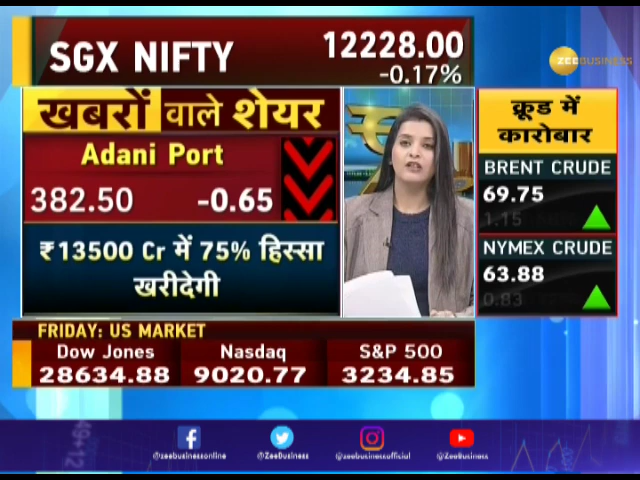 SGX NIFTY
12228.00
-0.17%
ZEEBUSINESS
खबरों वाले शेयर
Adani Port
382.50 -0.65
₹13500 Cr में 75% हिस्सा
खरीदेगी
क्रूड में
कारोबार
BRENT CRUDE
69.75
1.15
NYMEX CRUDE
63.88
0.83
FRIDAY: US MARKET
Dow Jones Nasdaq S&P 500
28634.88 9020.77 3234.85
49+12
@zeebusinessonline @ZeeBusiness @zeebusinessofficial @ZeeBusiness